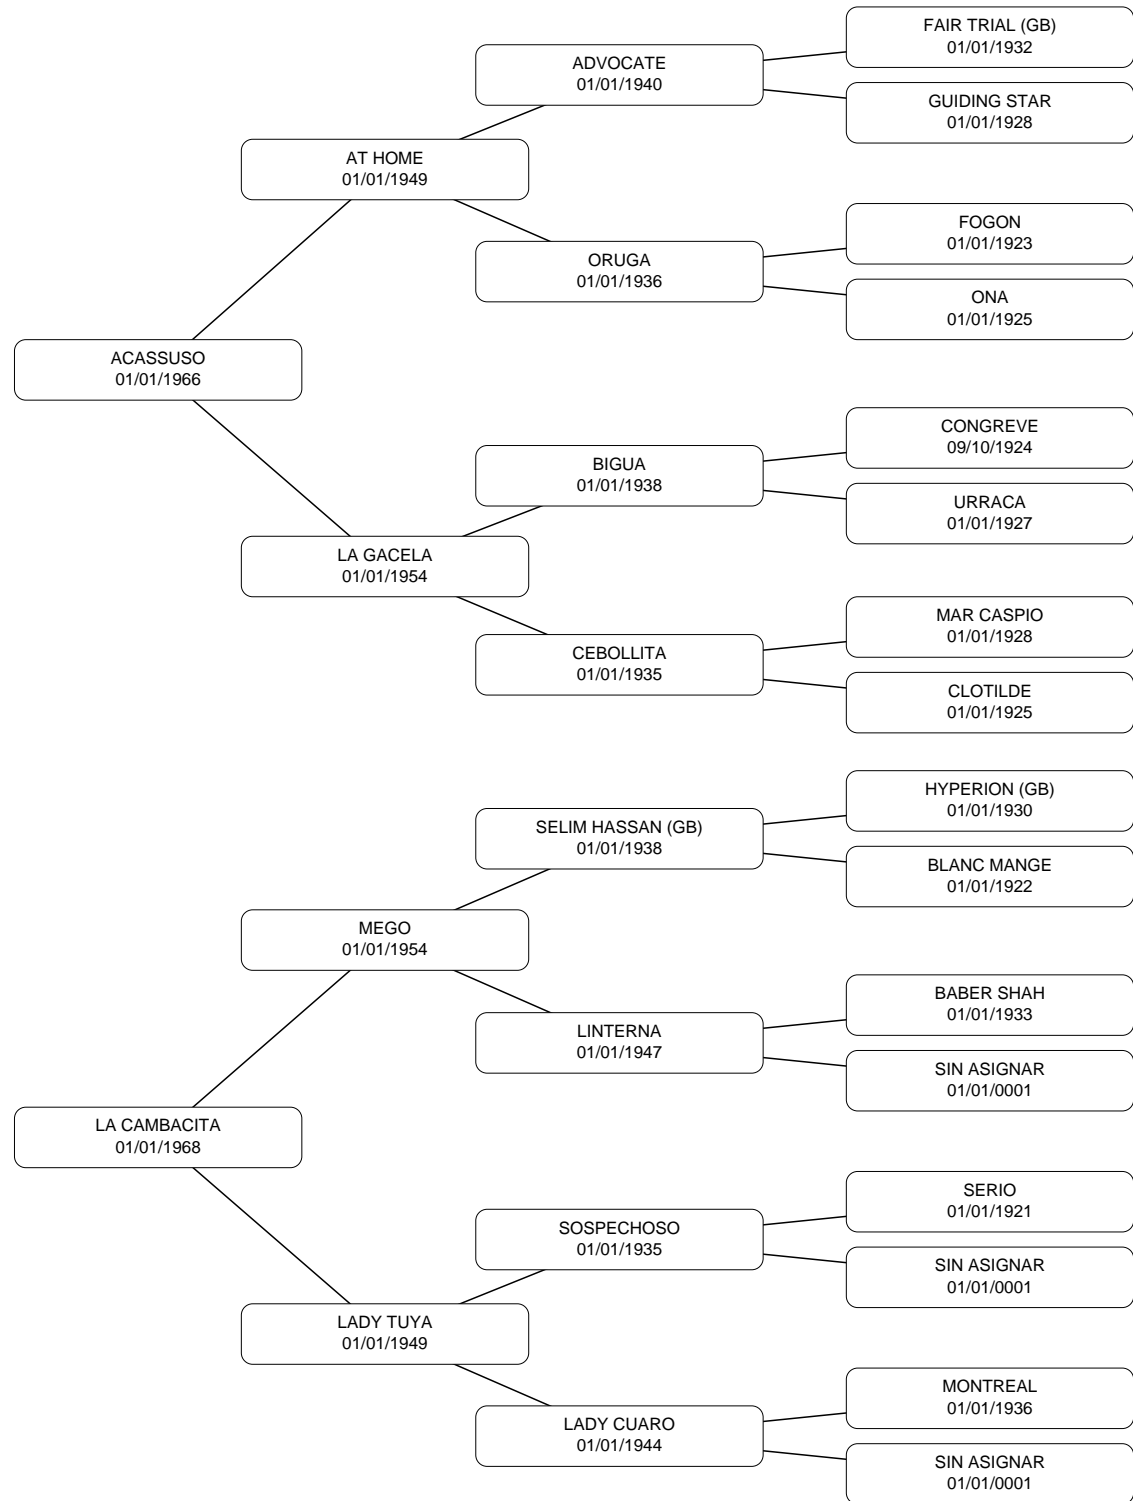 FAIR TRIAL (GB)
01/01/1932
ADVOCATE
01/01/1940
GUIDING STAR
01/01/1928
AT HOME
01/01/1949
FOGON
01/01/1923
ORUGA
01/01/1936
ONA
01/01/1925
ACASSUSO
01/01/1966
CONGREVE
09/10/1924
BIGUA
01/01/1938
URRACA
01/01/1927
LA GACELA
01/01/1954
MAR CASPIO
01/01/1928
CEBOLLITA
01/01/1935
CLOTILDE
01/01/1925
HYPERION (GB)
01/01/1930
SELIM HASSAN (GB)
01/01/1938
BLANC MANGE
01/01/1922
MEGO
01/01/1954
BABER SHAH
01/01/1933
LINTERNA
01/01/1947
SIN ASIGNAR
01/01/0001
LA CAMBACITA
01/01/1968
SERIO
01/01/1921
SOSPECHOSO
01/01/1935
SIN ASIGNAR
01/01/0001
LADY TUYA
01/01/1949
MONTREAL
01/01/1936
LADY CUARO
01/01/1944
SIN ASIGNAR
01/01/0001